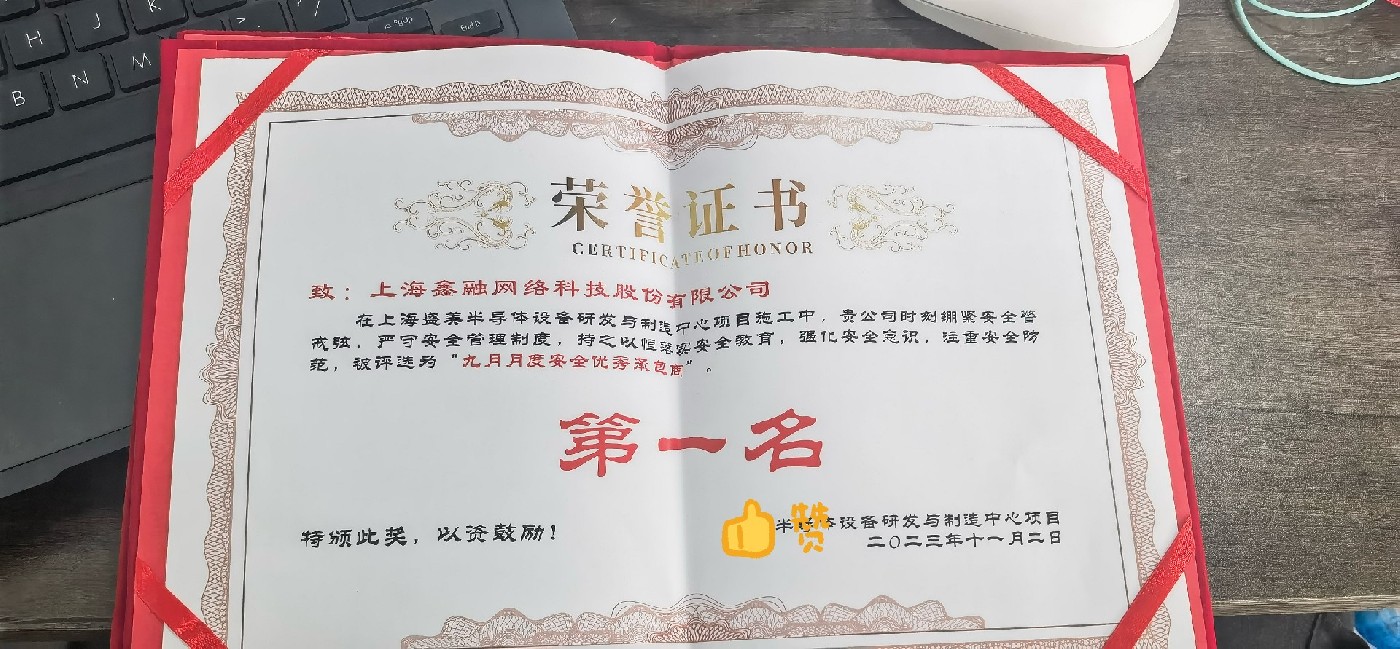 H
J
K
B
N
M
荣誉证书
CERTIFICATE OF HONOR
致：上海鑫融网络科技股份有限公司
在上海盛美半导体设备研发与制造中心项目施工中，贵公司时刻绷紧安全警
戒弦，严守安全管理制度，持之以恒落实安全教育，强化安全意识，注重安全防
范，被评选为“九月月度安全优秀承包商”。
第一名
特颁此奖，以资鼓励！
赞
半导体设备研发与制造中心项目
二〇二三年十一月二日